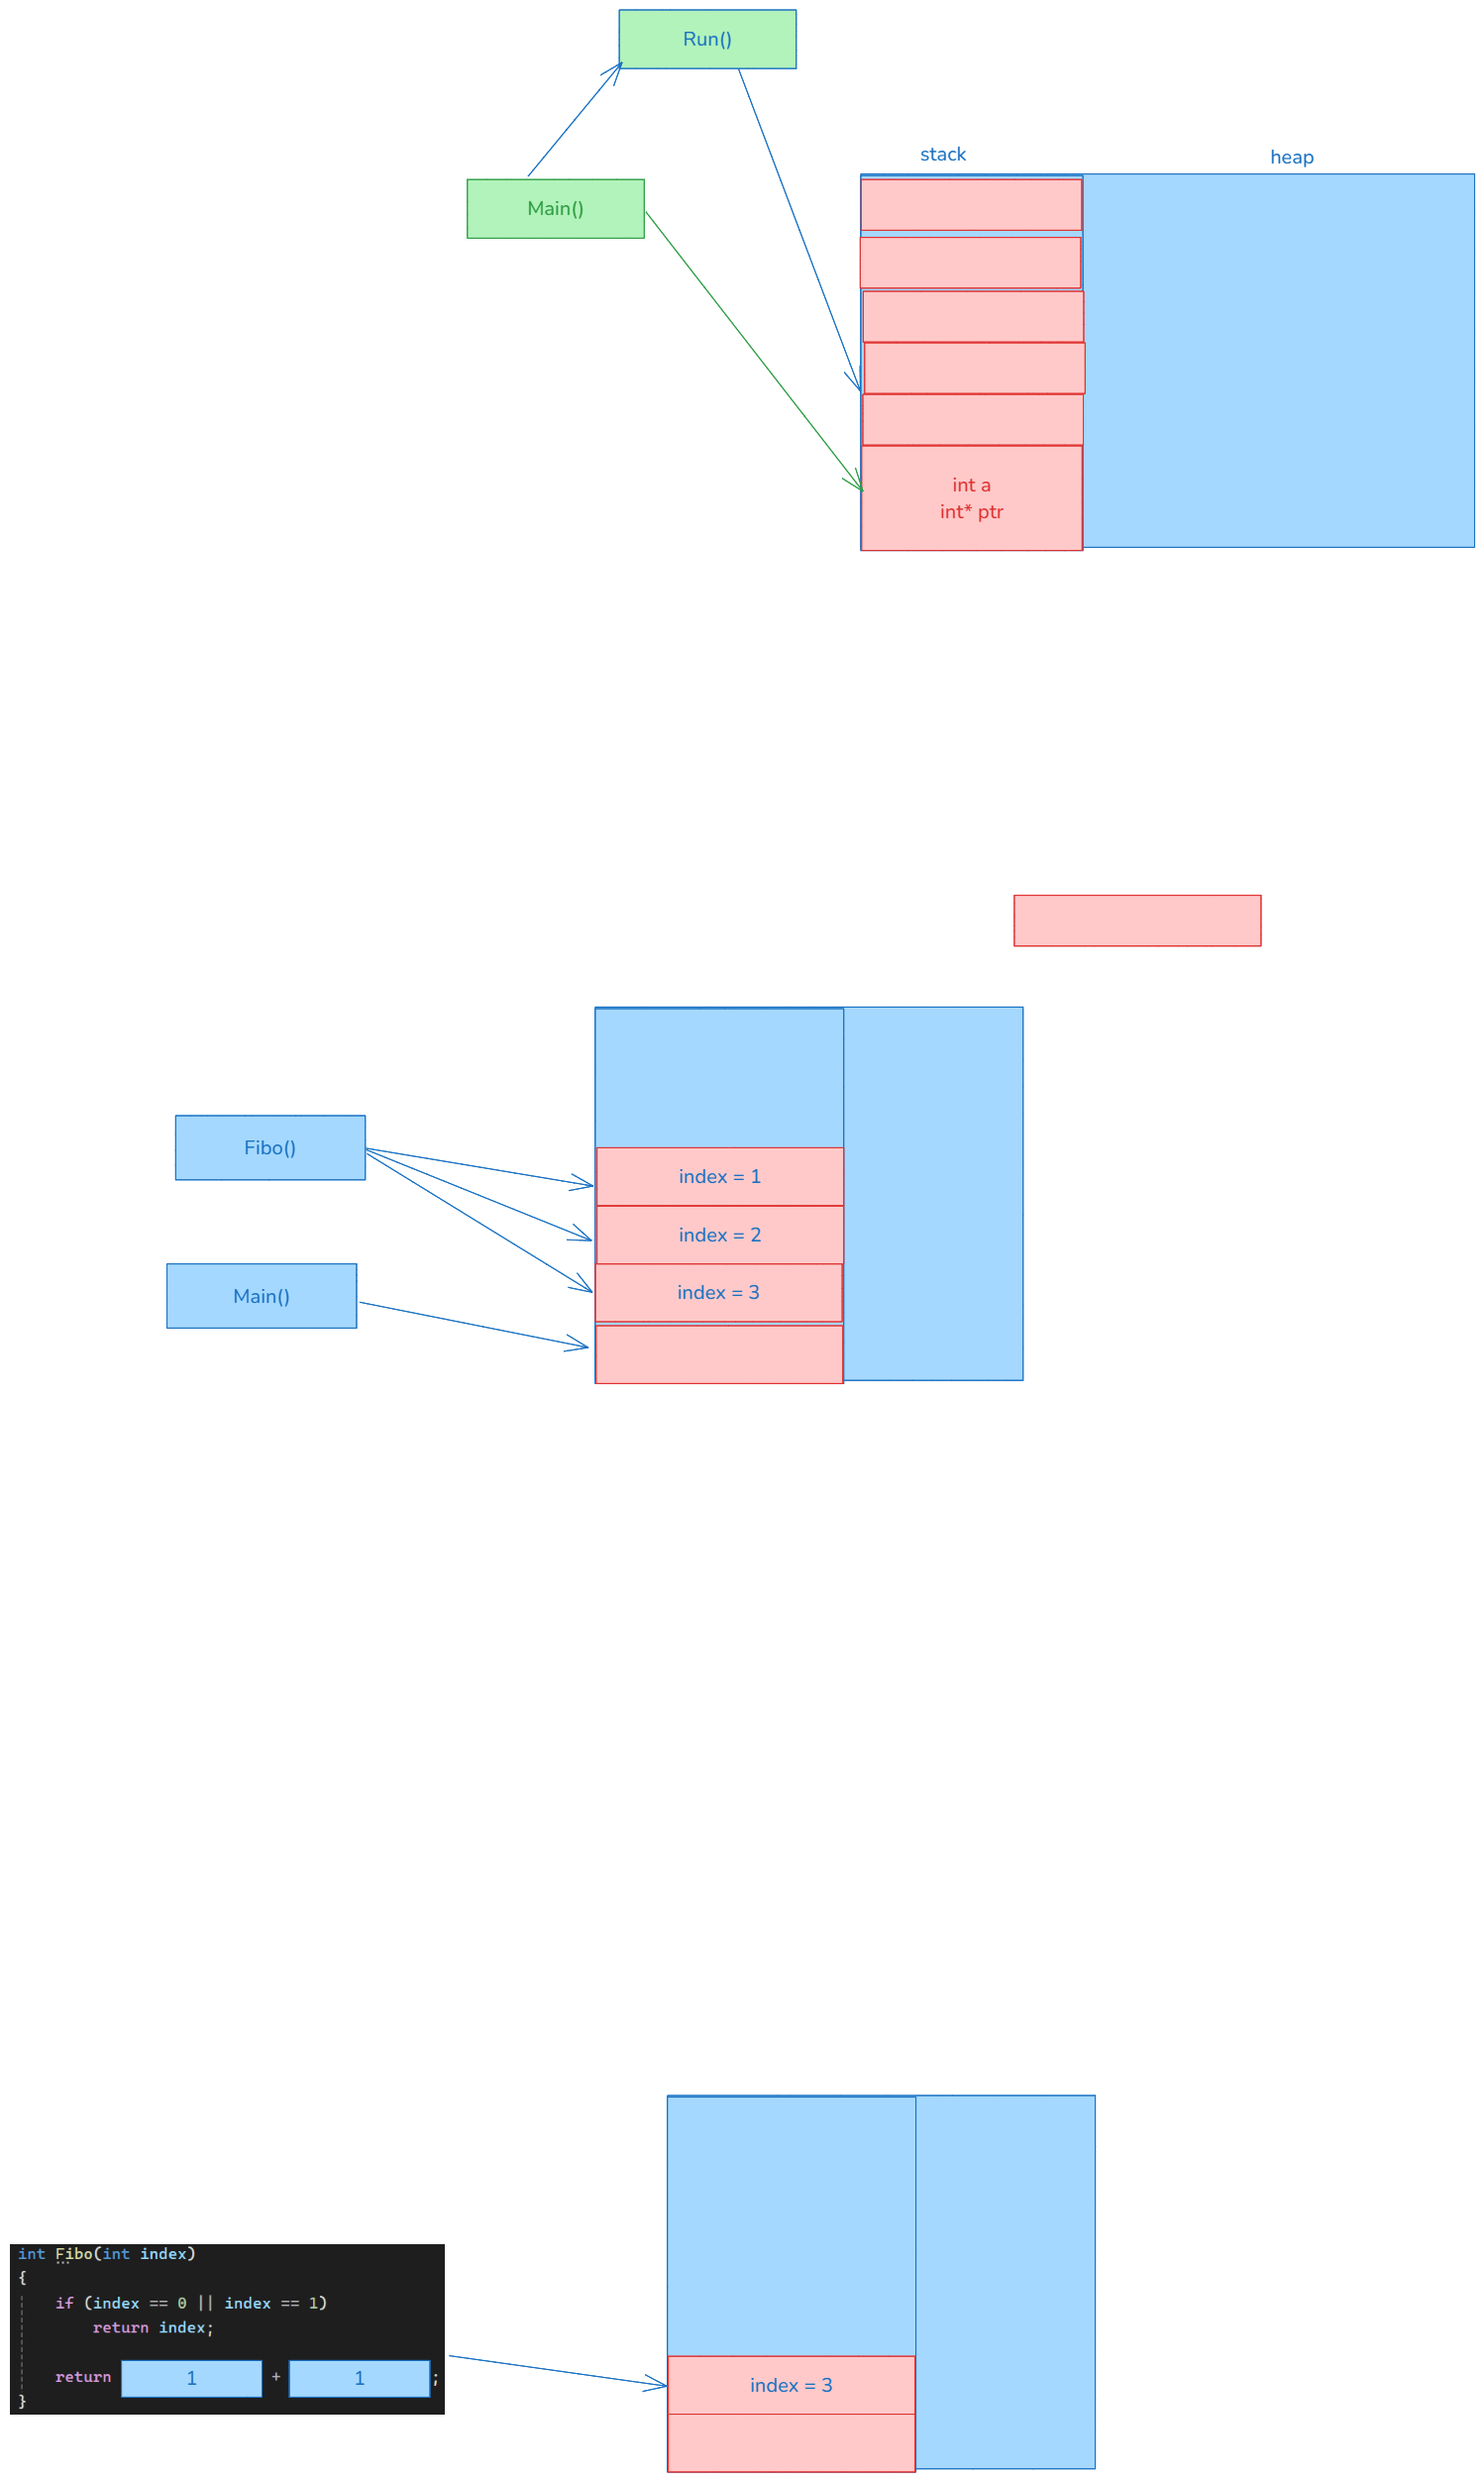 Run()
stack
heap
Main()
int a
int* ptr
Fibo()
index = 1
index = 2
index = 3
Main()
int Fibo(int index)
{
if (index == 0 || index == 1)
return index;
return 1 + 1 ;
}
index = 3